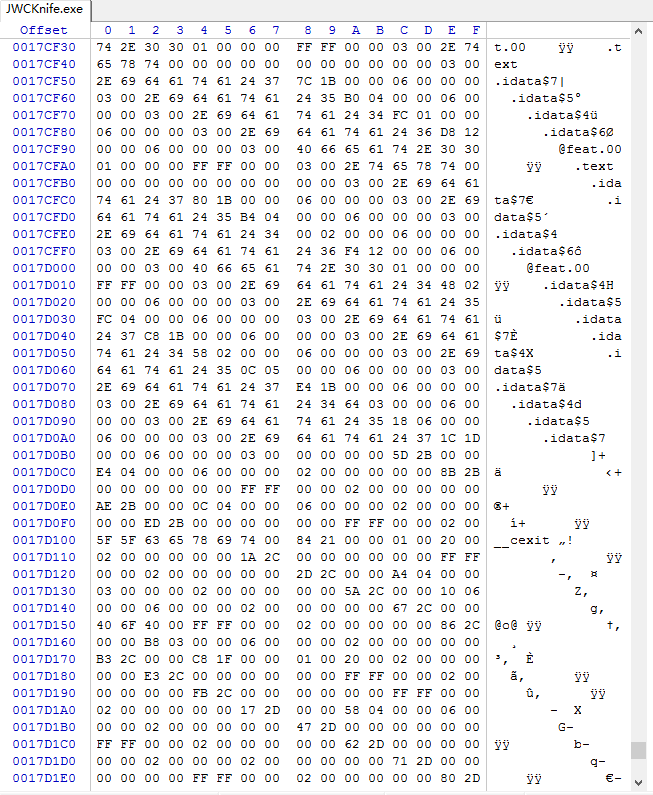 JWCKnife.exe
Offset 0 1 2 3 4 5 6 7 8 9 A B C D E F
0017CF30 74 2E 30 30 01 00 00 00 FF FF 00 00 03 00 2E 74 t.00 ÿÿ .t
0017CF40 65 78 74 00 00 00 00 00 00 00 00 00 00 00 03 00 ext
0017CF50 2E 69 64 61 74 61 24 37 7C 1B 00 00 06 00 00 00 .idata$7|
0017CF60 03 00 2E 69 64 61 74 61 24 35 B0 04 00 00 06 00 .idata$5°
0017CF70 00 00 03 00 2E 69 64 61 74 61 24 34 FC 01 00 00 .idata$4ü
0017CF80 06 00 00 00 03 00 2E 69 64 61 74 61 24 36 D8 12 .idata$6Ø
0017CF90 00 00 06 00 00 00 03 00 40 66 65 61 74 2E 30 30 @feat.00
0017CFA0 01 00 00 00 FF FF 00 00 03 00 2E 74 65 78 74 00 ÿÿ .text
0017CFB0 00 00 00 00 00 00 00 00 00 00 03 00 2E 69 64 61 .ida
0017CFC0 74 61 24 37 80 1B 00 00 06 00 00 00 03 00 2E 69 ta$7€ .i
0017CFD0 64 61 74 61 24 35 B4 04 00 00 06 00 00 00 03 00 data$5´
0017CFE0 2E 69 64 61 74 61 24 34 00 02 00 00 06 00 00 00 .idata$4
0017CFF0 03 00 2E 69 64 61 74 61 24 36 F4 12 00 00 06 00 .idata$6ô
0017D000 00 00 03 00 40 66 65 61 74 2E 30 30 01 00 00 00 @feat.00
0017D010 FF FF 00 00 03 00 2E 69 64 61 74 61 24 34 48 02 ÿÿ .idata$4H
0017D020 00 00 06 00 00 00 03 00 2E 69 64 61 74 61 24 35 .idata$5
0017D030 FC 04 00 00 06 00 00 00 03 00 2E 69 64 61 74 61 ü .idata
0017D040 24 37 C8 1B 00 00 06 00 00 00 03 00 2E 69 64 61 $7È .ida
0017D050 74 61 24 34 58 02 00 00 06 00 00 00 03 00 2E 69 ta$4X .i
0017D060 64 61 74 61 24 35 0C 05 00 00 06 00 00 00 03 00 data$5
0017D070 2E 69 64 61 74 61 24 37 E4 1B 00 00 06 00 00 00 .idata$7ä
0017D080 03 00 2E 69 64 61 74 61 24 34 64 03 00 00 06 00 .idata$4d
0017D090 00 00 03 00 2E 69 64 61 74 61 24 35 18 06 00 00 .idata$5
0017D0A0 06 00 00 00 03 00 2E 69 64 61 74 61 24 37 1C 1D .idata$7
0017D0B0 00 00 06 00 00 00 03 00 00 00 00 00 5D 2B 00 00 ]+
0017D0C0 E4 04 00 00 06 00 00 00 02 00 00 00 00 00 8B 2B ä ‹+
0017D0D0 00 00 00 00 00 00 FF FF 00 00 02 00 00 00 00 00 ÿÿ
0017D0E0 AE 2B 00 00 0C 04 00 00 06 00 00 00 02 00 00 00 ®+
0017D0F0 00 00 ED 2B 00 00 00 00 00 00 FF FF 00 00 02 00 í+ ÿÿ
0017D100 5F 5F 63 65 78 69 74 00 84 21 00 00 01 00 20 00 __cexit „!
0017D110 02 00 00 00 00 00 1A 2C 00 00 00 00 00 00 FF FF , ÿÿ
0017D120 00 00 02 00 00 00 00 00 2D 2C 00 00 A4 04 00 00 -, ¤
0017D130 03 00 00 00 02 00 00 00 00 00 5A 2C 00 00 10 06 Z,
0017D140 00 00 06 00 00 00 02 00 00 00 00 00 67 2C 00 00 g,
0017D150 40 6F 40 00 FF FF 00 00 02 00 00 00 00 00 86 2C @o@ ÿÿ †,
0017D160 00 00 B8 03 00 00 06 00 00 00 02 00 00 00 00 00 ¸
0017D170 B3 2C 00 00 C8 1F 00 00 01 00 20 00 02 00 00 00 ³, È
0017D180 00 00 E3 2C 00 00 00 00 00 00 FF FF 00 00 02 00 ã, ÿÿ
0017D190 00 00 00 00 FB 2C 00 00 00 00 00 00 FF FF 00 00 û, ÿÿ
0017D1A0 02 00 00 00 00 00 17 2D 00 00 58 04 00 00 06 00 - X
0017D1B0 00 00 02 00 00 00 00 00 47 2D 00 00 00 00 00 00 G-
0017D1C0 FF FF 00 00 02 00 00 00 00 00 62 2D 00 00 00 00 ÿÿ b-
0017D1D0 00 00 02 00 00 00 02 00 00 00 00 00 71 2D 00 00 q-
0017D1E0 00 00 00 00 FF FF 00 00 02 00 00 00 00 00 80 2D ÿÿ €-